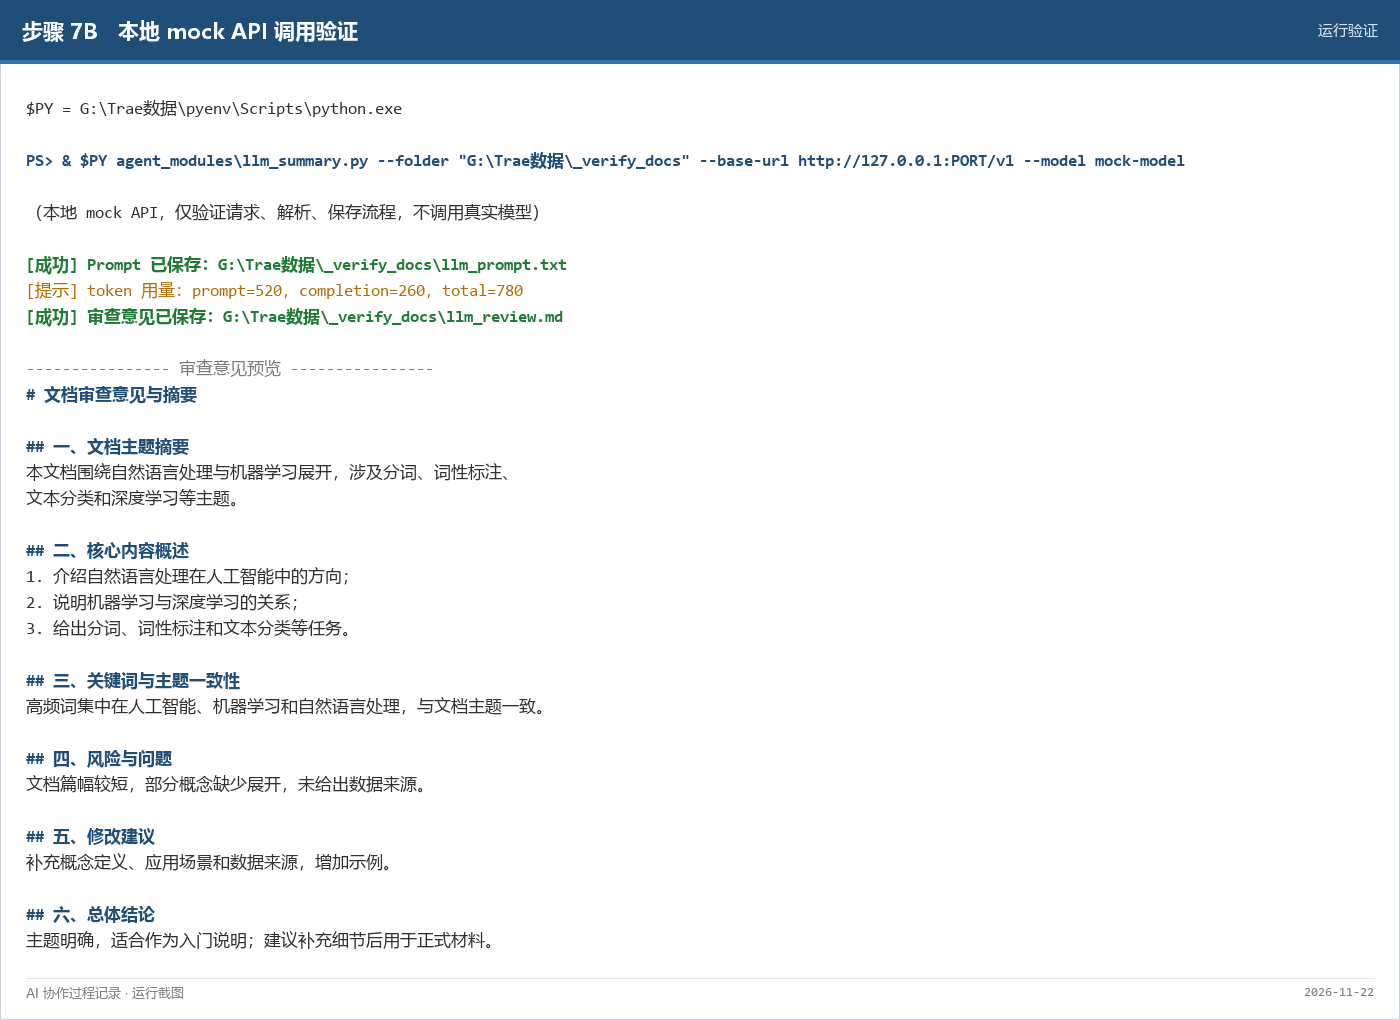 步骤 7B 本地 mock API 调用验证
运行验证
$PY = G:\Trae数据\pyenv\Scripts\python.exe
PS> & $PY agent_modules\llm_summary.py --folder "G:\Trae数据\_verify_docs" --base-url http://127.0.0.1:PORT/v1 --model mock-model
（本地 mock API，仅验证请求、解析、保存流程，不调用真实模型）
[成功] Prompt 已保存：G:\Trae数据\_verify_docs\llm_prompt.txt
[提示] token 用量：prompt=520, completion=260, total=780
[成功] 审查意见已保存：G:\Trae数据\_verify_docs\llm_review.md
---------------- 审查意见预览 ----------------
# 文档审查意见与摘要
## 一、文档主题摘要
本文档围绕自然语言处理与机器学习展开，涉及分词、词性标注、
文本分类和深度学习等主题。
## 二、核心内容概述
1. 介绍自然语言处理在人工智能中的方向；
2. 说明机器学习与深度学习的关系；
3. 给出分词、词性标注和文本分类等任务。
## 三、关键词与主题一致性
高频词集中在人工智能、机器学习和自然语言处理，与文档主题一致。
## 四、风险与问题
文档篇幅较短，部分概念缺少展开，未给出数据来源。
## 五、修改建议
补充概念定义、应用场景和数据来源，增加示例。
## 六、总体结论
主题明确，适合作为入门说明；建议补充细节后用于正式材料。
AI 协作过程记录 · 运行截图
2026-11-22